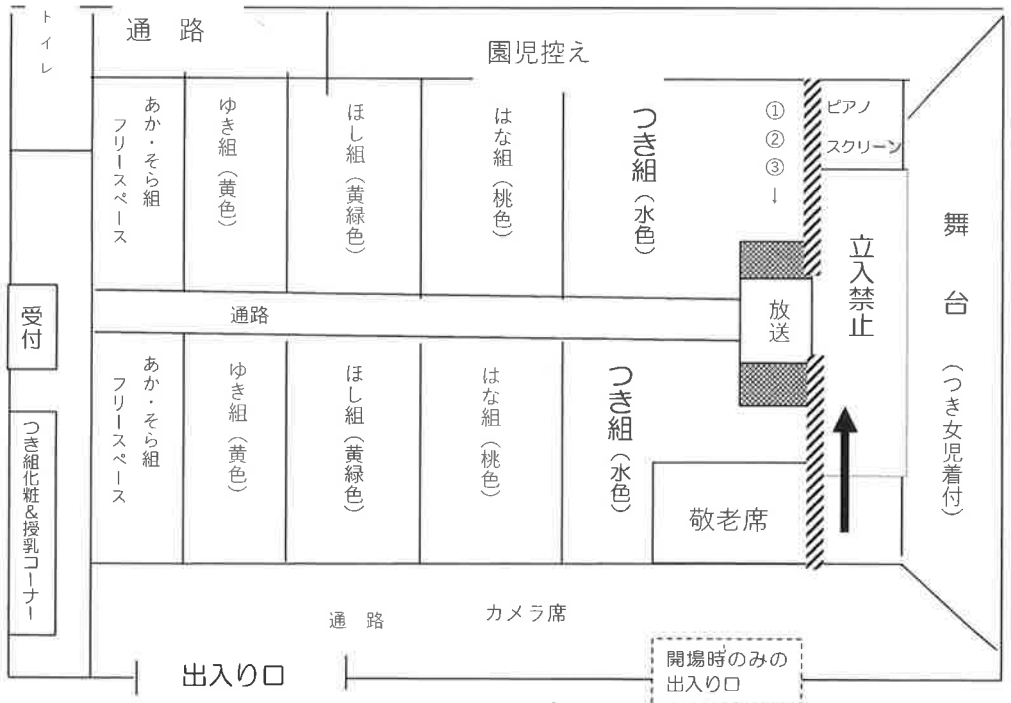 トイレ
通 路
園児控え
あか・そら組
フリースペース
ゆき組(黄色)
ほし組(黄緑色)
はな組(桃色)
つき組(水色)
①
②
③
↓
ピアノ
スクリーン
立入禁止
舞台(つき女児着付)
受付
通路
放送
つき組化粧&授乳コーナー
あか・そら組
フリースペース
ゆき組(黄色)
ほし組(黄緑色)
はな組(桃色)
つき組(水色)
敬老席
通 路
カメラ席
出入り口
開場時のみの
出入り口